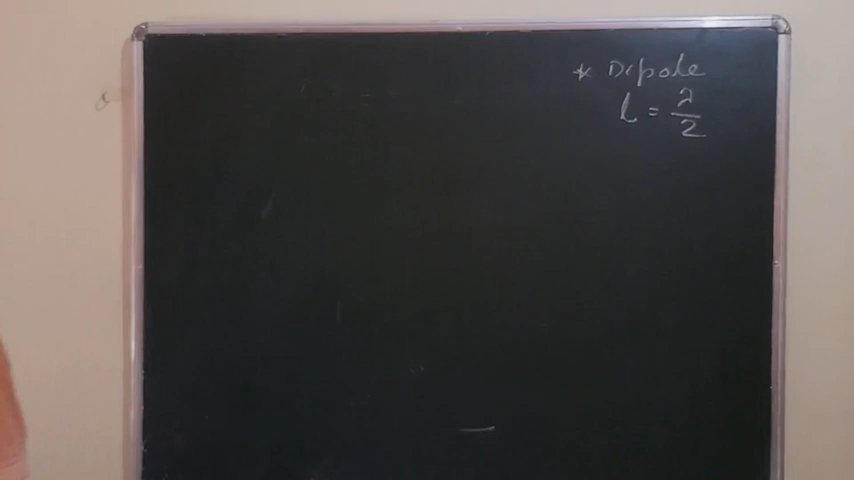 * Dipole
l = λ/2